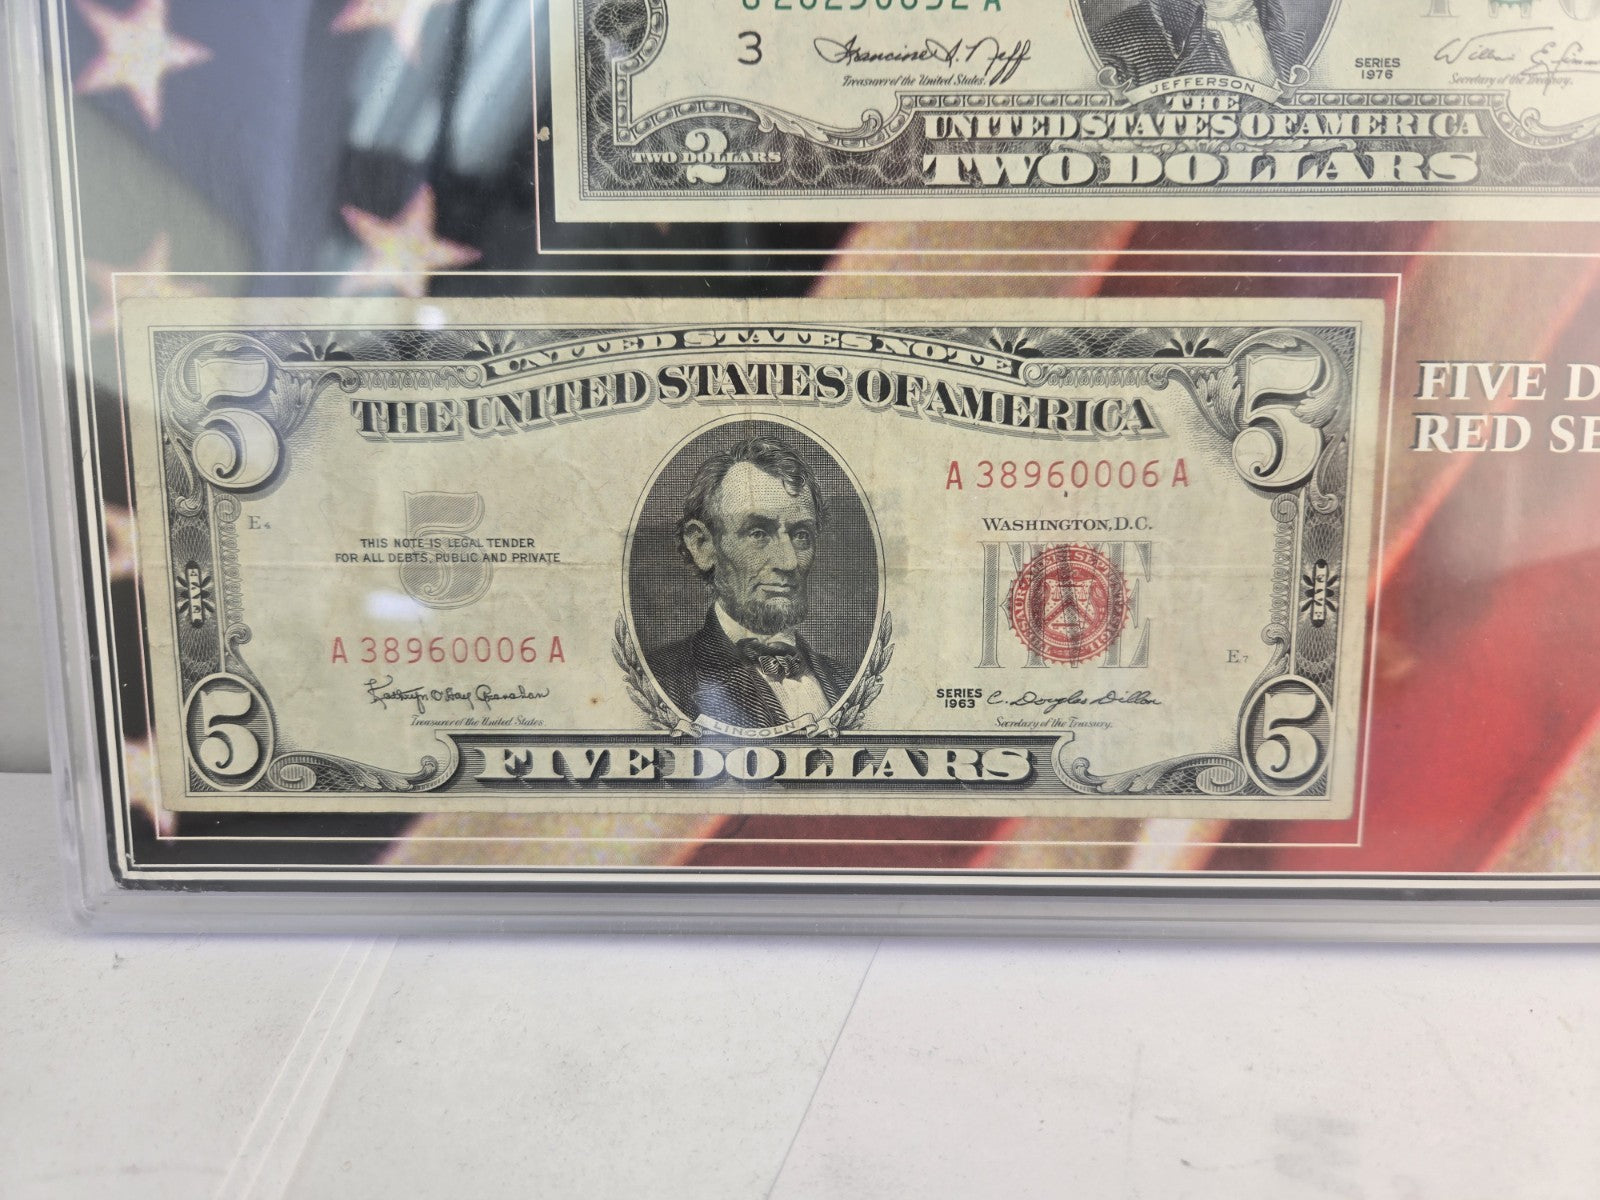 3
Francine I. Neff
Treasurer of the United States.
SERIES
1976
Secretary of the Treasury.
JEFFERSON
THE
UNITED STATES OF AMERICA
TWO DOLLARS
2
TWO DOLLARS
UNITED STATES NOTE
THE UNITED STATES OF AMERICA
5
5
A 38960006 A
E4
WASHINGTON, D.C.
5
THIS NOTE IS LEGAL TENDER
FOR ALL DEBTS, PUBLIC AND PRIVATE
FIVE
FIVE
FIVE
A 38960006 A
E7
Kathryn O'Hay Granahan
Treasurer of the United States
SERIES
1963
C. Douglas Dillon
Secretary of the Treasury.
LINCOLN
5
5
FIVE DOLLARS
FIVE D
RED SE